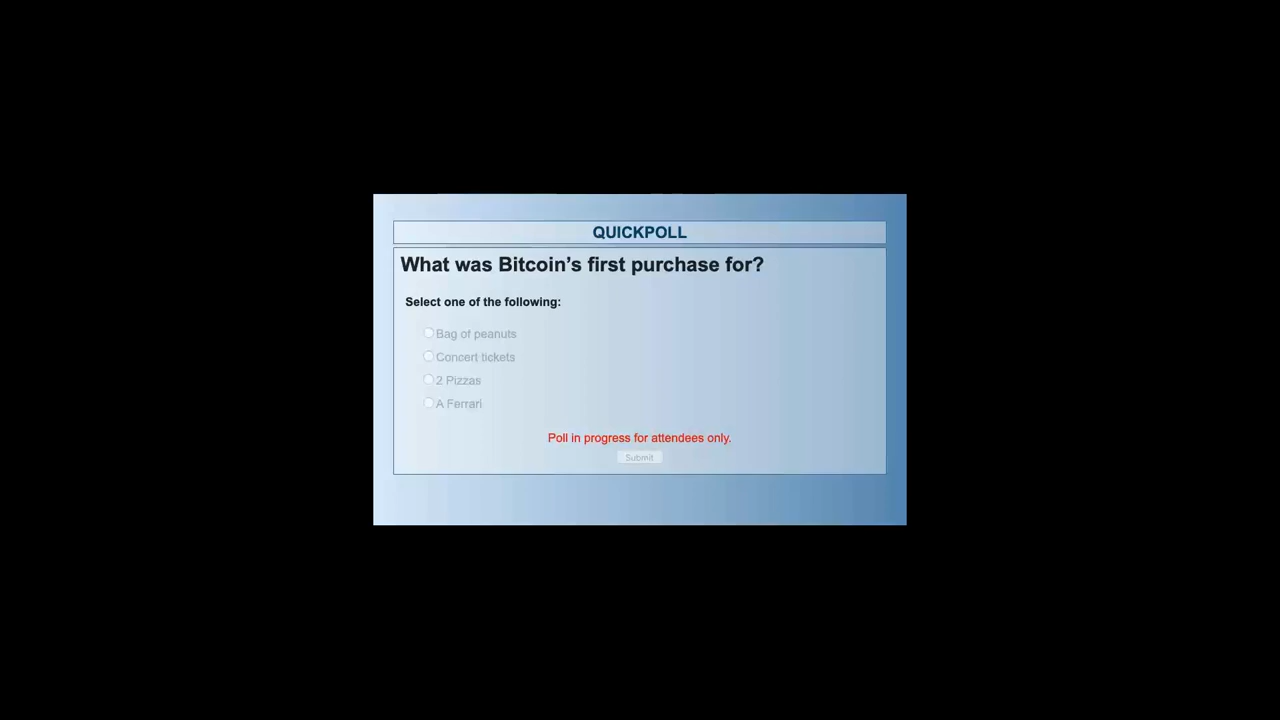 QUICKPOLL
What was Bitcoin’s first purchase for?
Select one of the following:
Bag of peanuts
Concert tickets
2 Pizzas
A Ferrari
Poll in progress for attendees only.
Submit